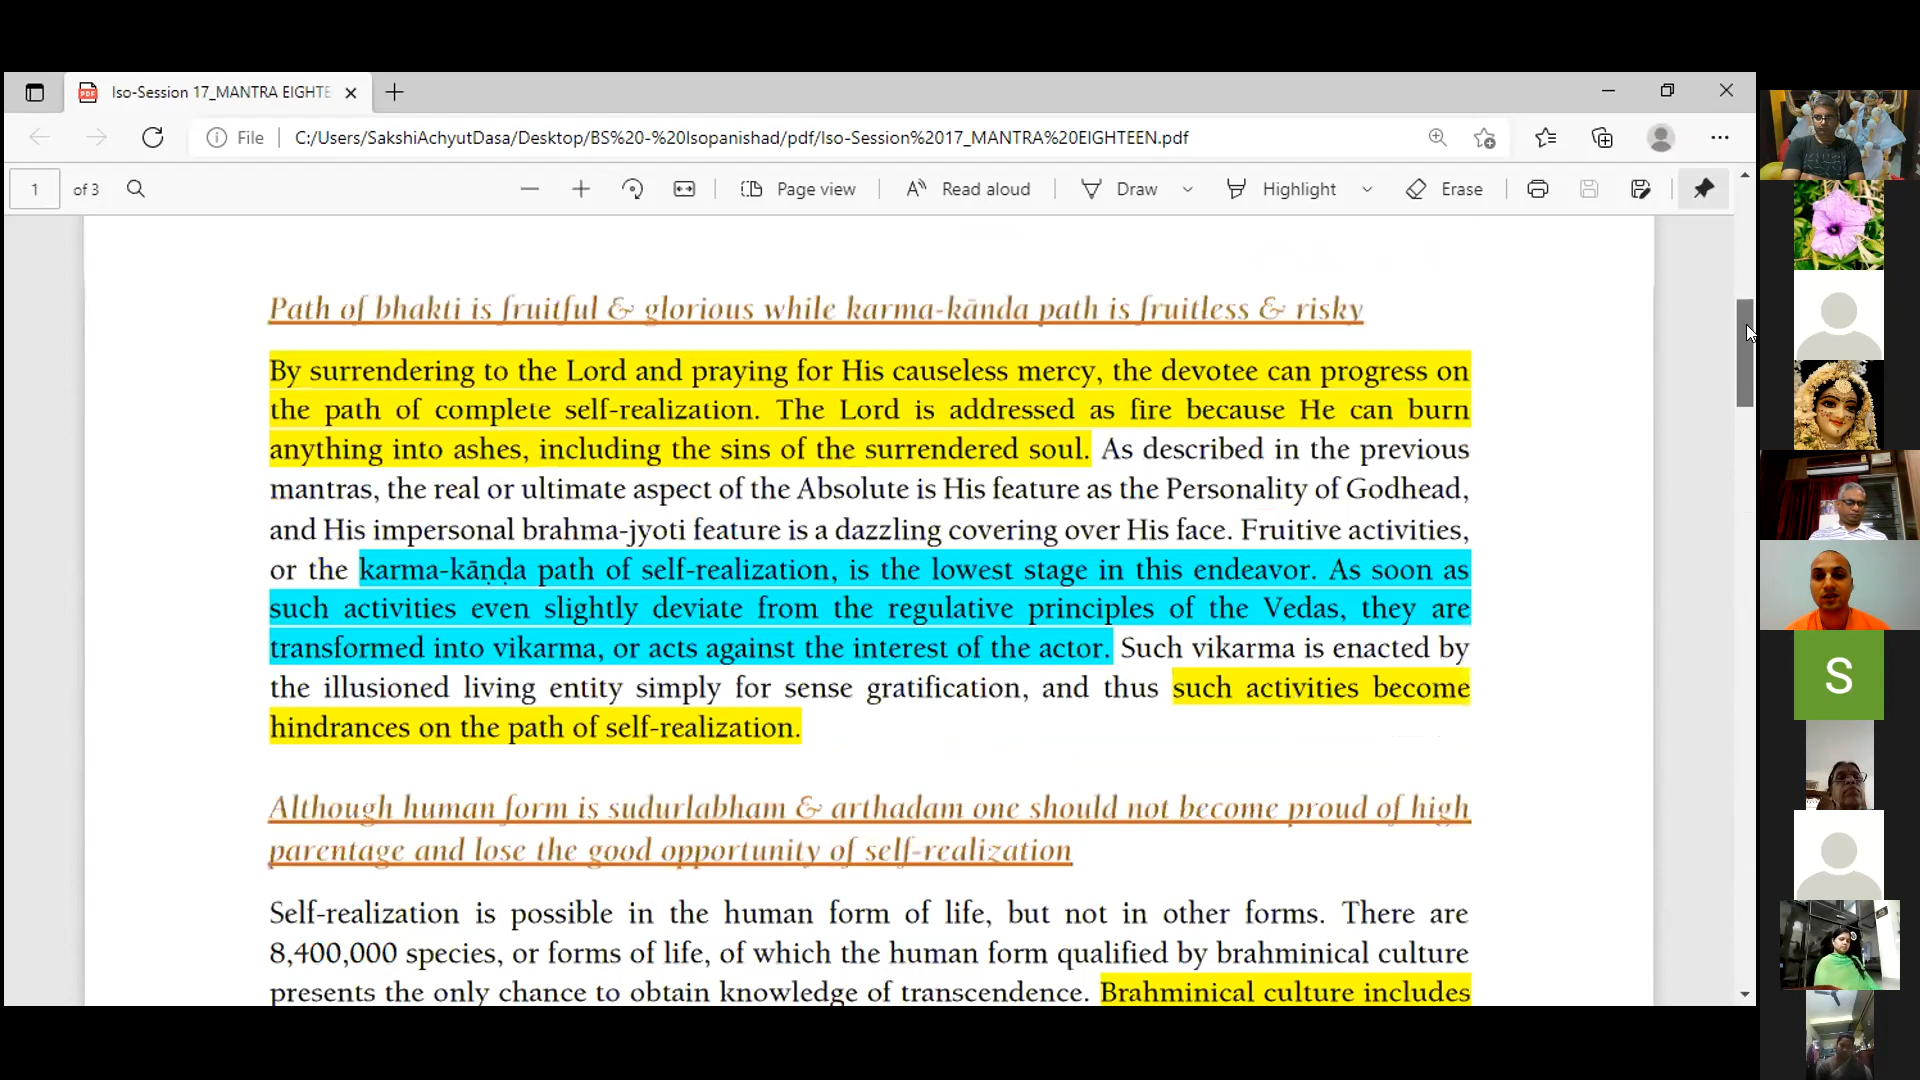 Iso-Session 17_MANTRA EIGHTE
File
C:/Users/SakshiAchyutDasa/Desktop/BS%20-%20Isopanishad/pdf/Iso-Session%2017_MANTRA%20EIGHTEEN.pdf
1 of 3
Page view
Read aloud
Draw
Highlight
Erase
Path of bhakti is fruitful & glorious while karma-kānda path is fruitless & risky
By surrendering to the Lord and praying for His causeless mercy, the devotee can progress on
the path of complete self-realization. The Lord is addressed as fire because He can burn
anything into ashes, including the sins of the surrendered soul. As described in the previous
mantras, the real or ultimate aspect of the Absolute is His feature as the Personality of Godhead,
and His impersonal brahma-jyoti feature is a dazzling covering over His face. Fruitive activities,
or the karma-kāṇḍa path of self-realization, is the lowest stage in this endeavor. As soon as
such activities even slightly deviate from the regulative principles of the Vedas, they are
transformed into vikarma, or acts against the interest of the actor. Such vikarma is enacted by
the illusioned living entity simply for sense gratification, and thus such activities become
hindrances on the path of self-realization.
Although human form is sudurlabham & arthadam one should not become proud of high
parentage and lose the good opportunity of self-realization
Self-realization is possible in the human form of life, but not in other forms. There are
8,400,000 species, or forms of life, of which the human form qualified by brahminical culture
presents the only chance to obtain knowledge of transcendence. Brahminical culture includes
S